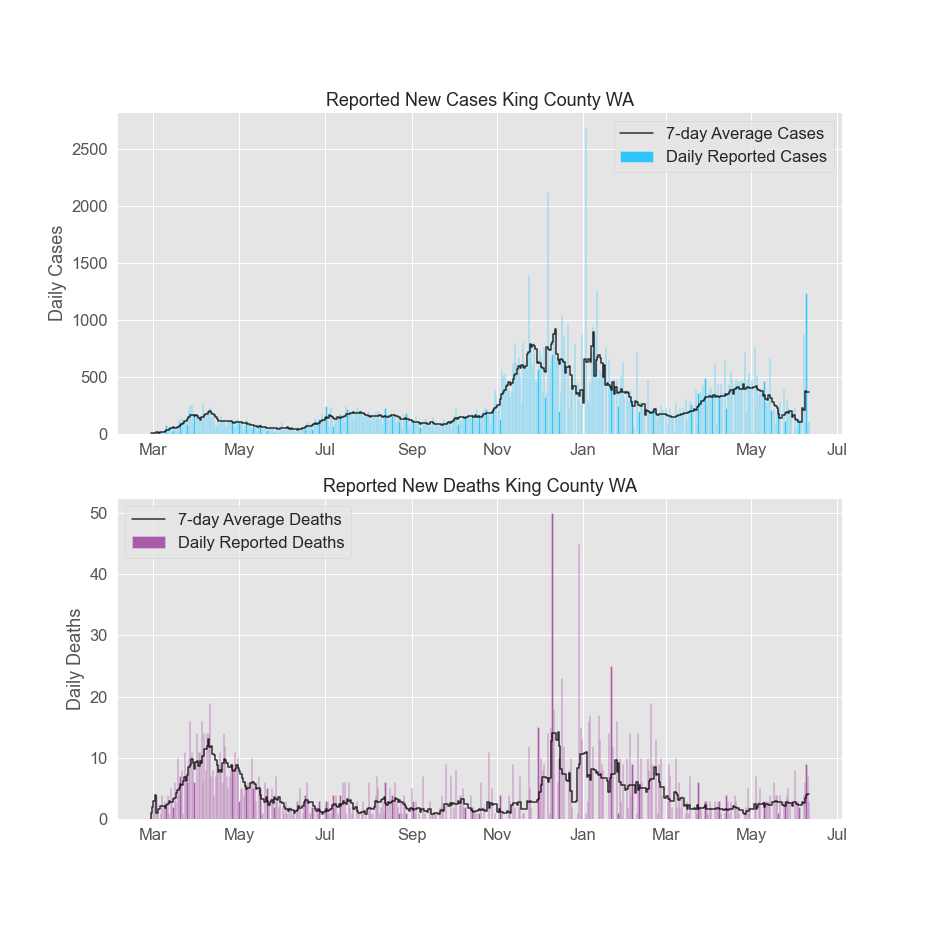 Reported New Cases King County WA
7-day Average Cases
Daily Reported Cases
Daily Cases
2500
2000
1500
1000
500
0
Mar May Jul Sep Nov Jan Mar May Jul
Reported New Deaths King County WA
7-day Average Deaths
Daily Reported Deaths
Daily Deaths
50
40
30
20
10
0
Mar May Jul Sep Nov Jan Mar May Jul